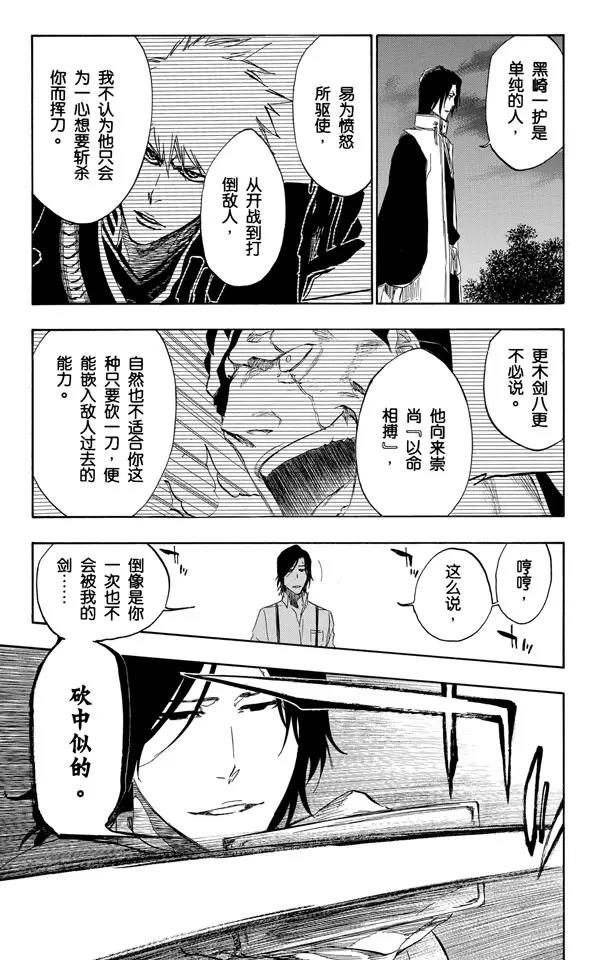 黑崎一护是
单纯的人，
易为愤怒
所驱使，
从开战到打
倒敌人，
我不认为他只会
为一心想要斩杀
你而挥刀。
更木剑八更
不必说。
他向来崇
尚『以命
相搏』，
自然也不适合你这
种只要砍一刀，便
能嵌入敌人过去的
能力。
哼哼，
这么说，
倒像是你
一次也不
会被我的
剑……
砍中似的。